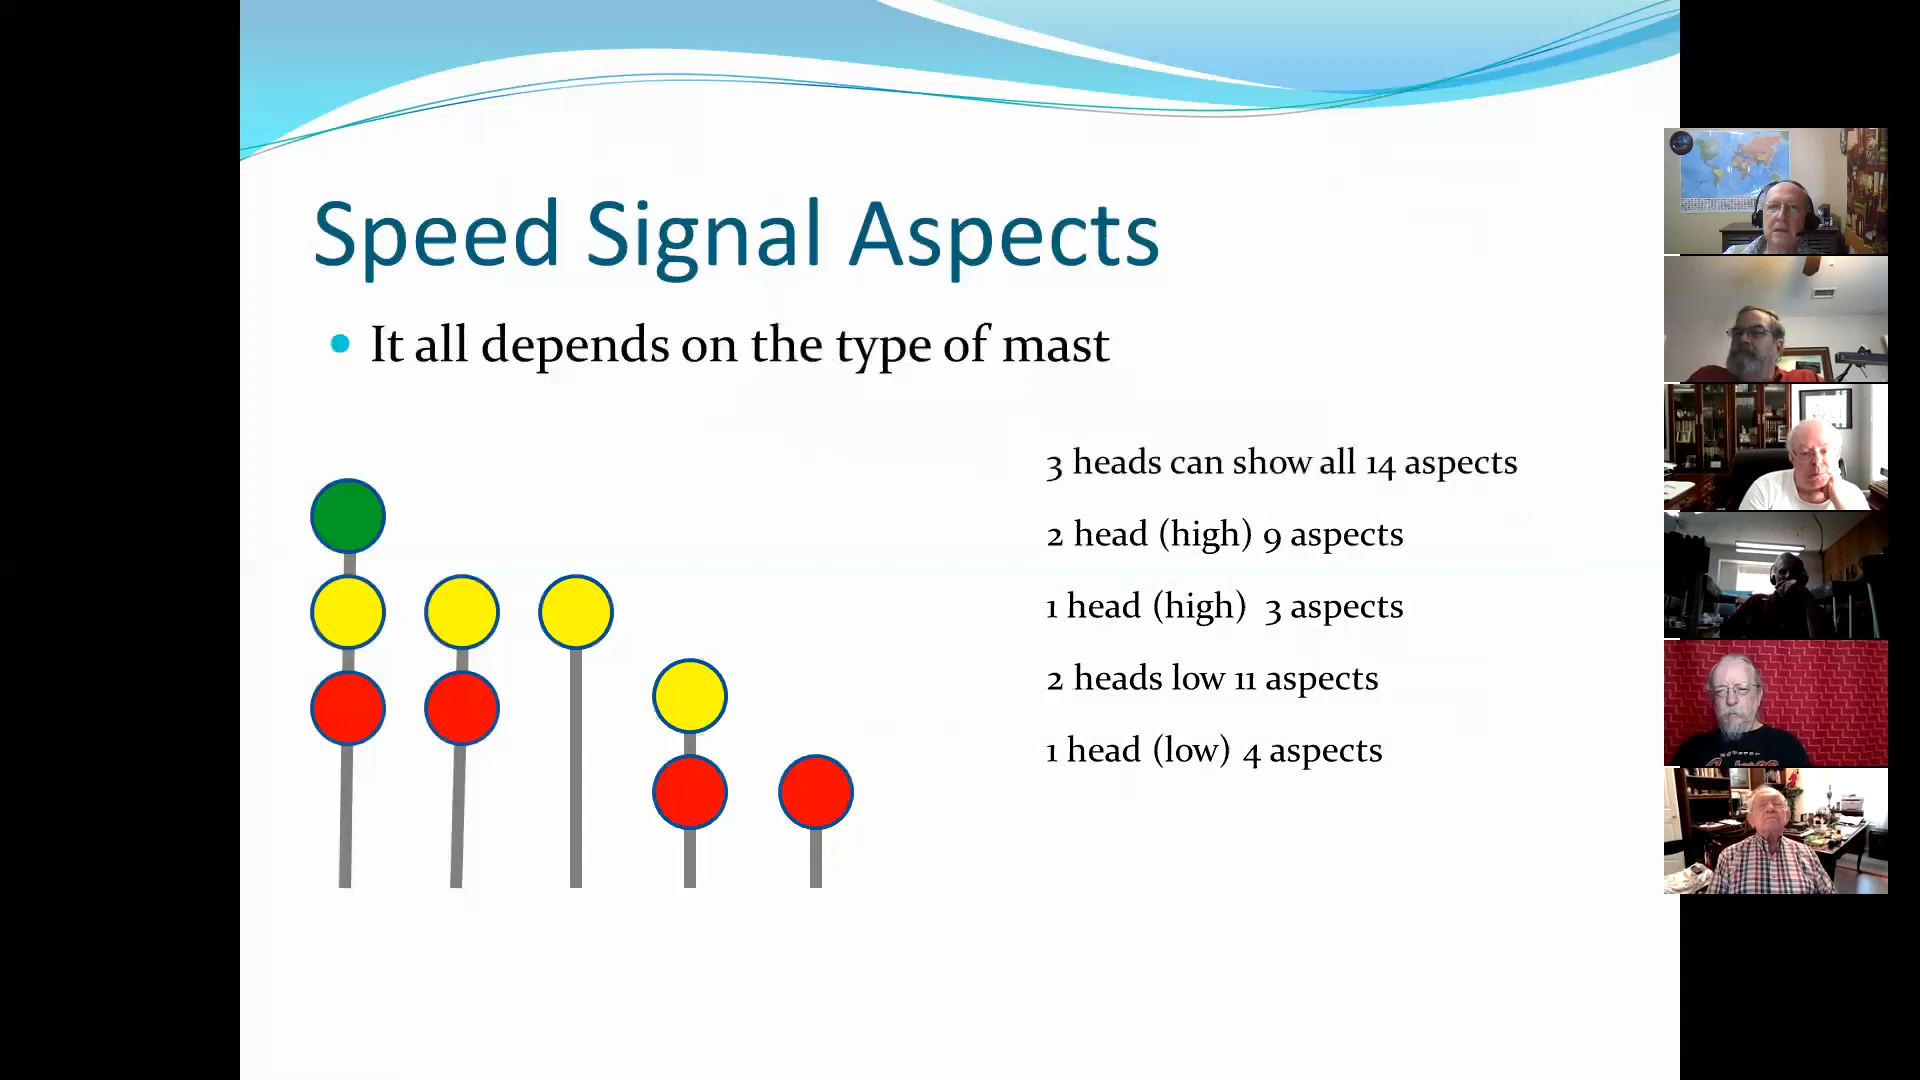 Speed Signal Aspects
It all depends on the type of mast
3 heads can show all 14 aspects
2 head (high) 9 aspects
1 head (high) 3 aspects
2 heads low 11 aspects
1 head (low) 4 aspects